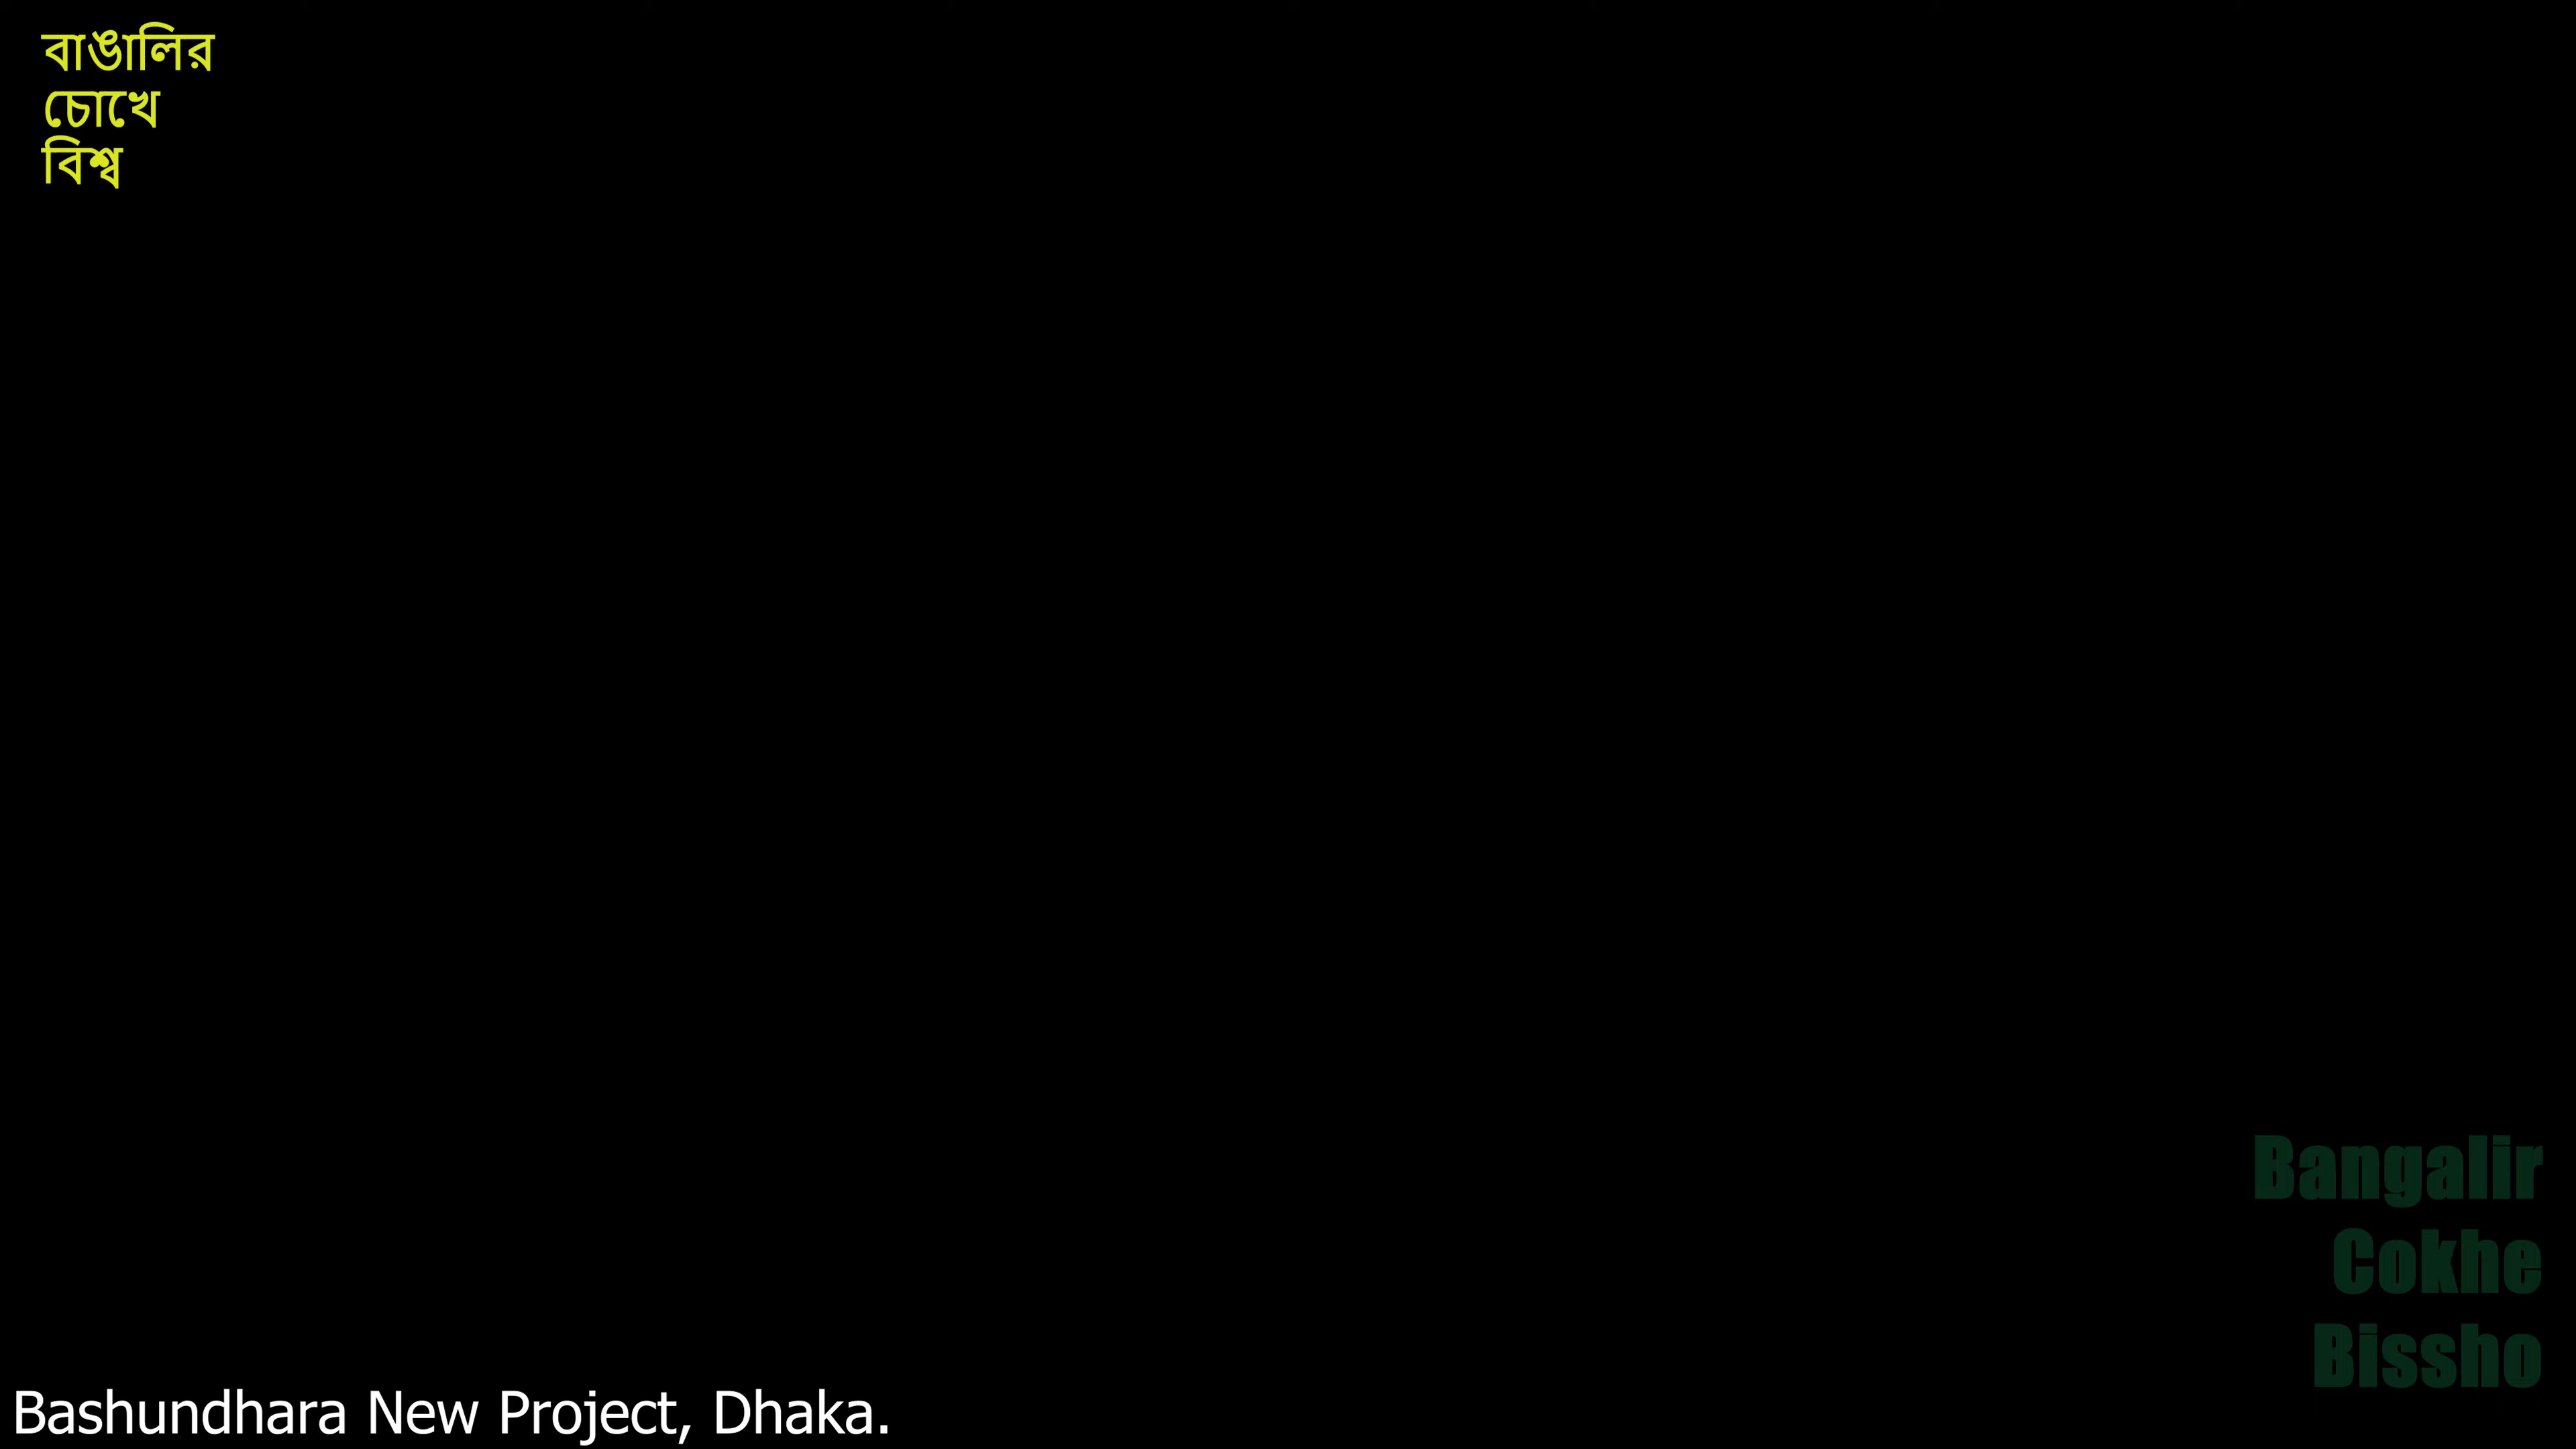 বাঙালির
চোখে
বিশ্ব
Bangalir
Cokhe
Bissho
Bashundhara New Project, Dhaka.